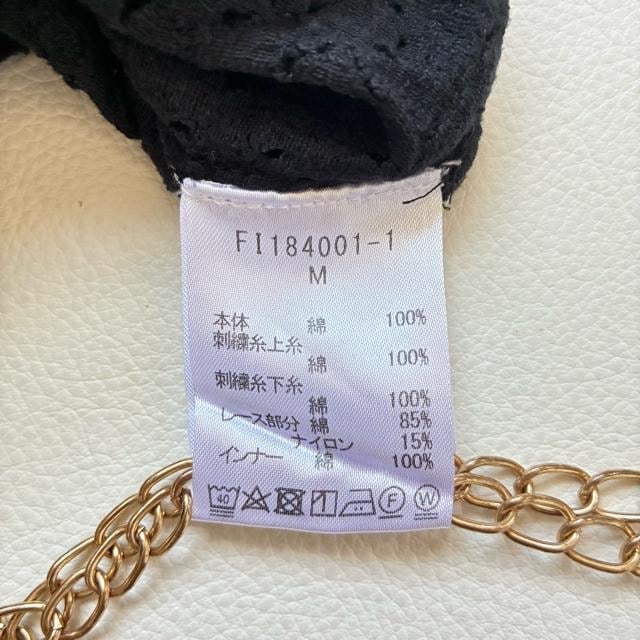 FI184001-1
M
本体 綿 100%
刺繍糸上糸
綿 100%
刺繍糸下糸
綿 100%
レース部分 綿 85%
ナイロン 15%
インナー 綿 100%
40 F W